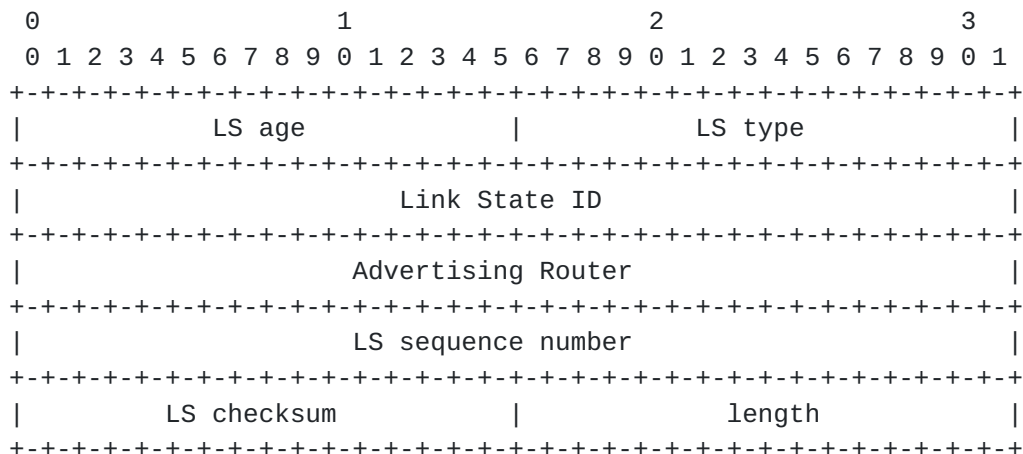 0 1 2 3
0 1 2 3 4 5 6 7 8 9 0 1 2 3 4 5 6 7 8 9 0 1 2 3 4 5 6 7 8 9 0 1
+-+-+-+-+-+-+-+-+-+-+-+-+-+-+-+-+-+-+-+-+-+-+-+-+-+-+-+-+-+-+-+-+
| LS age | LS type |
+-+-+-+-+-+-+-+-+-+-+-+-+-+-+-+-+-+-+-+-+-+-+-+-+-+-+-+-+-+-+-+-+
| Link State ID |
+-+-+-+-+-+-+-+-+-+-+-+-+-+-+-+-+-+-+-+-+-+-+-+-+-+-+-+-+-+-+-+-+
| Advertising Router |
+-+-+-+-+-+-+-+-+-+-+-+-+-+-+-+-+-+-+-+-+-+-+-+-+-+-+-+-+-+-+-+-+
| LS sequence number |
+-+-+-+-+-+-+-+-+-+-+-+-+-+-+-+-+-+-+-+-+-+-+-+-+-+-+-+-+-+-+-+-+
| LS checksum | length |
+-+-+-+-+-+-+-+-+-+-+-+-+-+-+-+-+-+-+-+-+-+-+-+-+-+-+-+-+-+-+-+-+